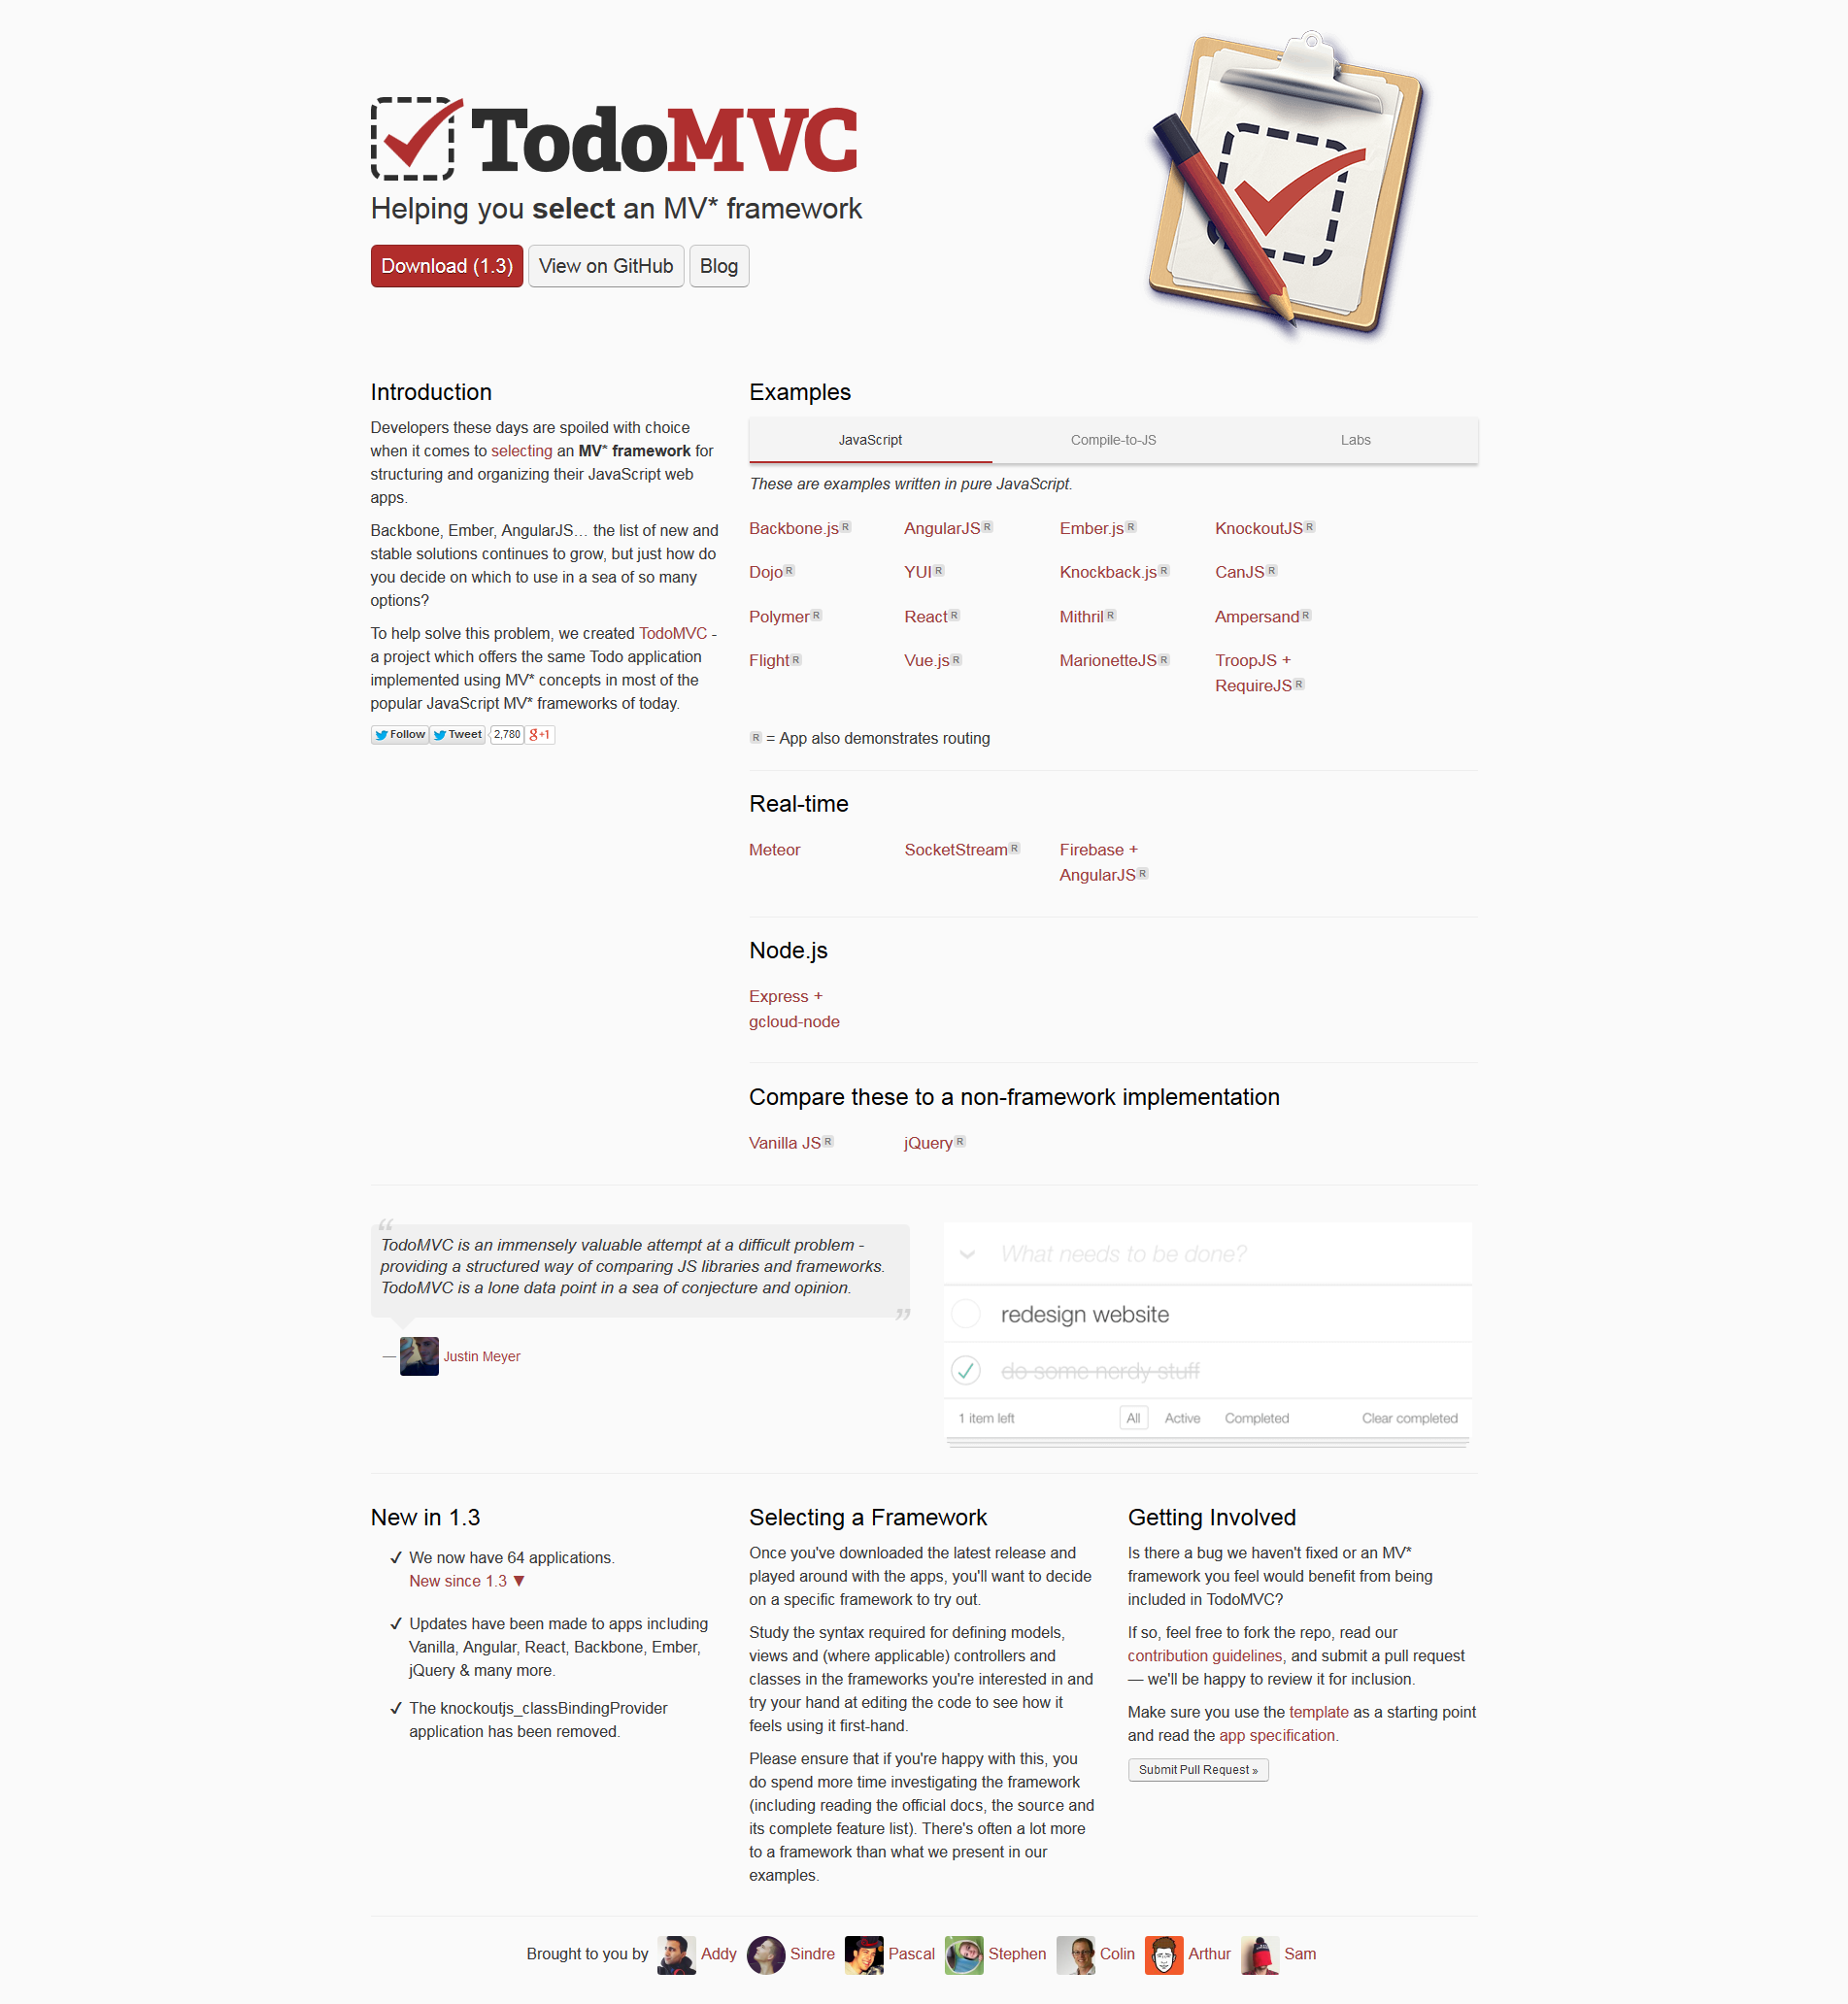 TodoMVC
Helping you select an MV* framework
Download (1.3) View on GitHub Blog
Introduction
Developers these days are spoiled with choice
when it comes to selecting an MV* framework for
structuring and organizing their JavaScript web
apps.
Backbone, Ember, AngularJS… the list of new and
stable solutions continues to grow, but just how do
you decide on which to use in a sea of so many
options?
To help solve this problem, we created TodoMVC -
a project which offers the same Todo application
implemented using MV* concepts in most of the
popular JavaScript MV* frameworks of today.
Follow Tweet 2,780 g+1
Examples
JavaScript Compile-to-JS Labs
These are examples written in pure JavaScript.
Backbone.js R AngularJS R Ember.js R KnockoutJS R
Dojo R YUI R Knockback.js R CanJS R
Polymer R React R Mithril R Ampersand R
Flight R Vue.js R MarionetteJS R TroopJS +
RequireJS R
R = App also demonstrates routing
Real-time
Meteor SocketStream R Firebase +
AngularJS R
Node.js
Express +
gcloud-node
Compare these to a non-framework implementation
Vanilla JS R jQuery R
“
TodoMVC is an immensely valuable attempt at a difficult problem -
providing a structured way of comparing JS libraries and frameworks.
TodoMVC is a lone data point in a sea of conjecture and opinion.
”
— Justin Meyer
What needs to be done?
redesign website
do some nerdy stuff
1 item left All Active Completed Clear completed
New in 1.3
✓ We now have 64 applications.
New since 1.3 ▼
✓ Updates have been made to apps including
Vanilla, Angular, React, Backbone, Ember,
jQuery & many more.
✓ The knockoutjs_classBindingProvider
application has been removed.
Selecting a Framework
Once you've downloaded the latest release and
played around with the apps, you'll want to decide
on a specific framework to try out.
Study the syntax required for defining models,
views and (where applicable) controllers and
classes in the frameworks you're interested in and
try your hand at editing the code to see how it
feels using it first-hand.
Please ensure that if you're happy with this, you
do spend more time investigating the framework
(including reading the official docs, the source and
its complete feature list). There's often a lot more
to a framework than what we present in our
examples.
Getting Involved
Is there a bug we haven't fixed or an MV*
framework you feel would benefit from being
included in TodoMVC?
If so, feel free to fork the repo, read our
contribution guidelines, and submit a pull request
— we'll be happy to review it for inclusion.
Make sure you use the template as a starting point
and read the app specification.
Submit Pull Request »
Brought to you by Addy Sindre Pascal Stephen Colin Arthur Sam